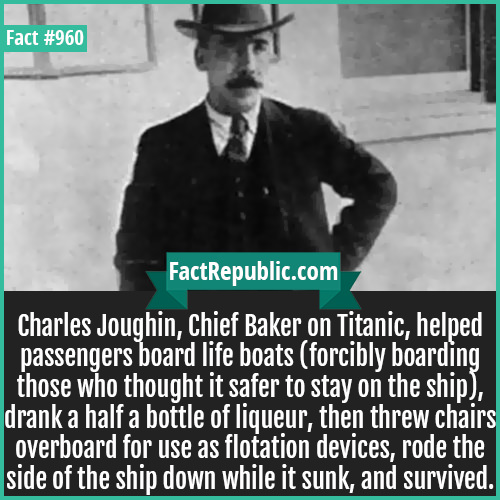 Fact #960
FactRepublic.com
Charles Joughin, Chief Baker on Titanic, helped
passengers board life boats (forcibly boarding
those who thought it safer to stay on the ship),
drank a half a bottle of liqueur, then threw chairs
overboard for use as flotation devices, rode the
side of the ship down while it sunk, and survived.